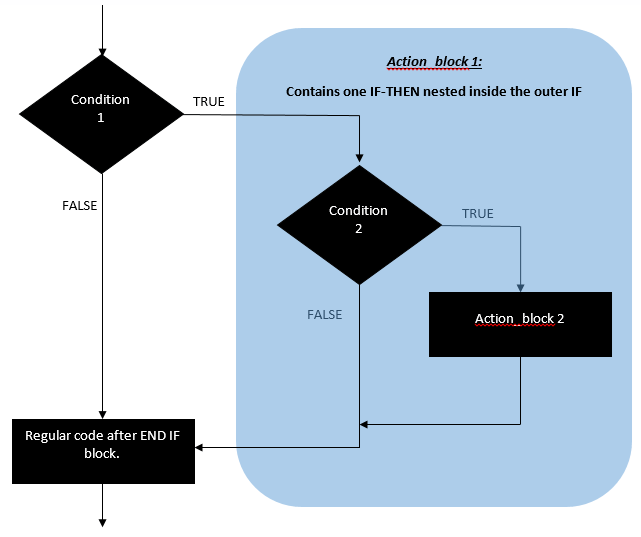 Action_block 1:
Contains one IF-THEN nested inside the outer IF
Condition
1
TRUE
FALSE
Condition
2
TRUE
FALSE
Action_block 2
Regular code after END IF
block.